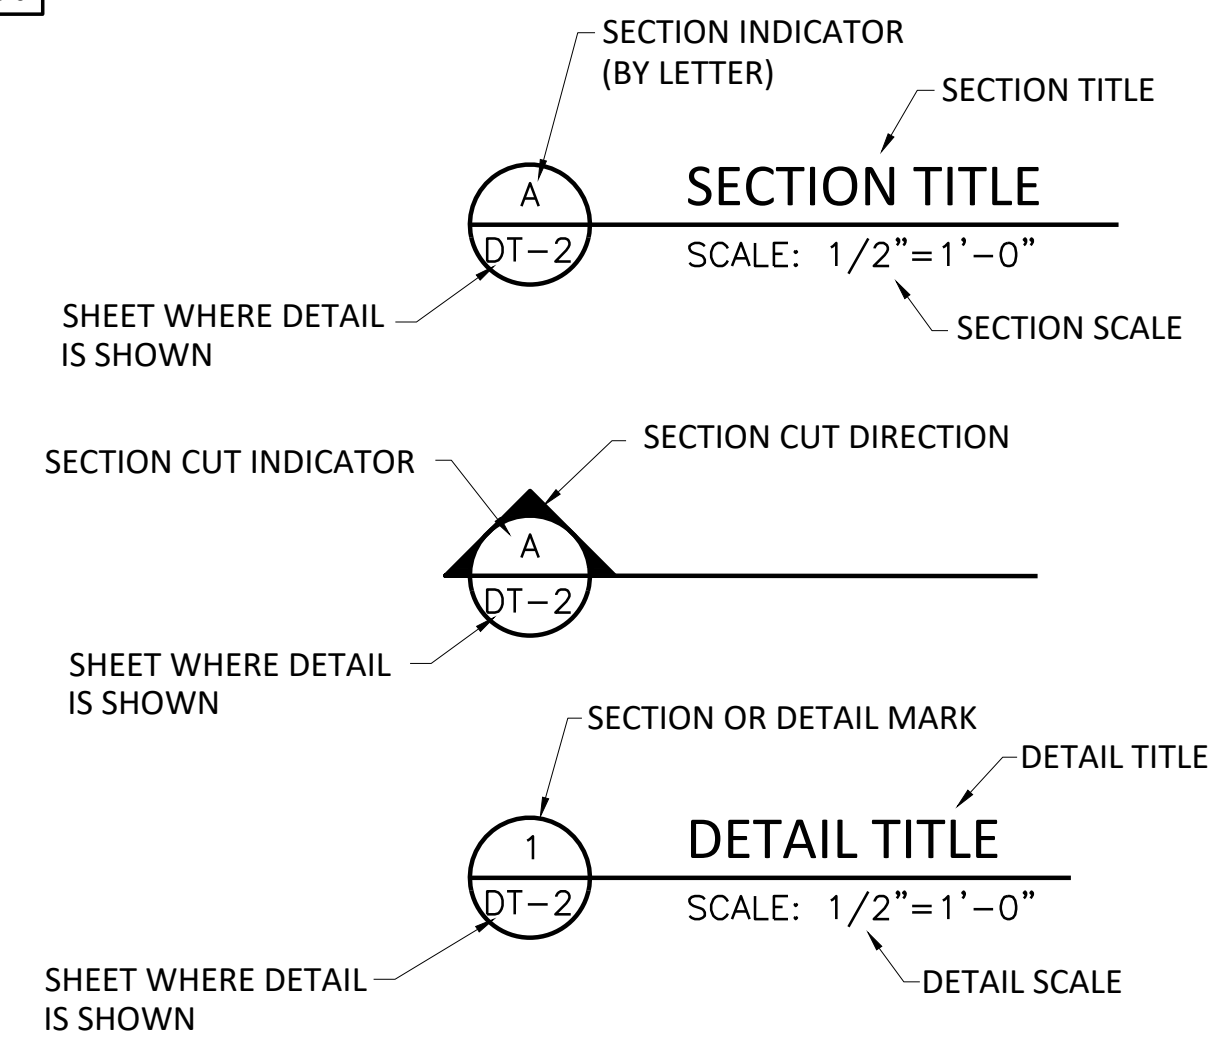 SECTION INDICATOR
(BY LETTER)
SECTION TITLE
A
SECTION TITLE
DT-2
SCALE: 1/2”=1’-0”
SHEET WHERE DETAIL
IS SHOWN
SECTION SCALE
SECTION CUT DIRECTION
SECTION CUT INDICATOR
A
DT-2
SHEET WHERE DETAIL
IS SHOWN
SECTION OR DETAIL MARK
DETAIL TITLE
1
DETAIL TITLE
DT-2
SCALE: 1/2”=1’-0”
SHEET WHERE DETAIL
IS SHOWN
DETAIL SCALE